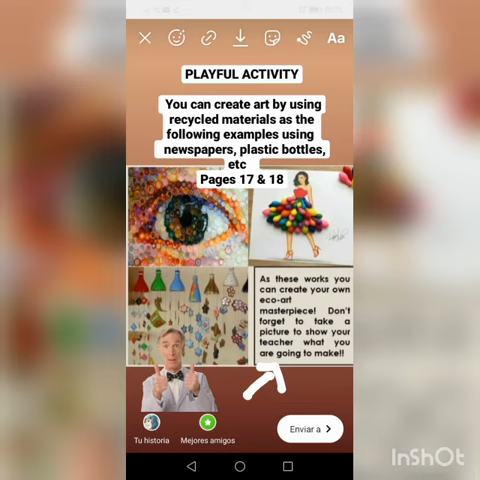 Aa
PLAYFUL ACTIVITY
You can create art by using
recycled materials as the
following examples using
newspapers, plastic bottles,
etc
Pages 17 & 18
As these works you
can create your own
eco-art
masterpiece! Don't
forget to take a
picture to show your
teacher what you
are going to make!!
Tu historia
Mejores amigos
Enviar a
InShOt